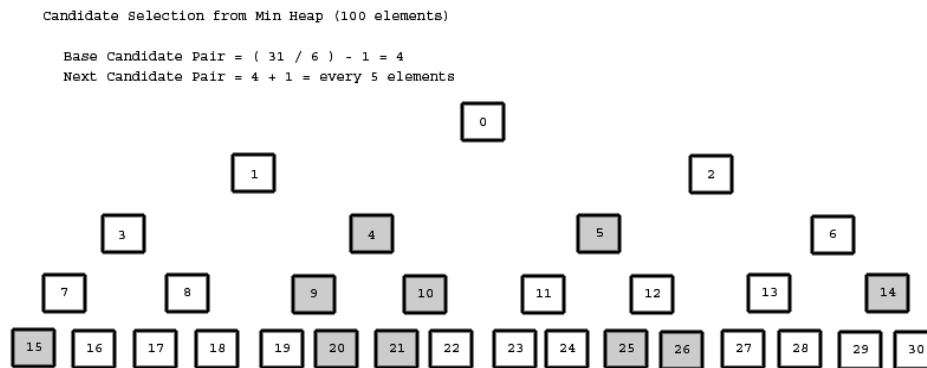 Candidate Selection from Min Heap (100 elements)
Base Candidate Pair = ( 31 / 6 ) - 1 = 4
Next Candidate Pair = 4 + 1 = every 5 elements
0
1 2
3 4 5 6
7 8 9 10 11 12 13 14
15 16 17 18 19 20 21 22 23 24 25 26 27 28 29 30